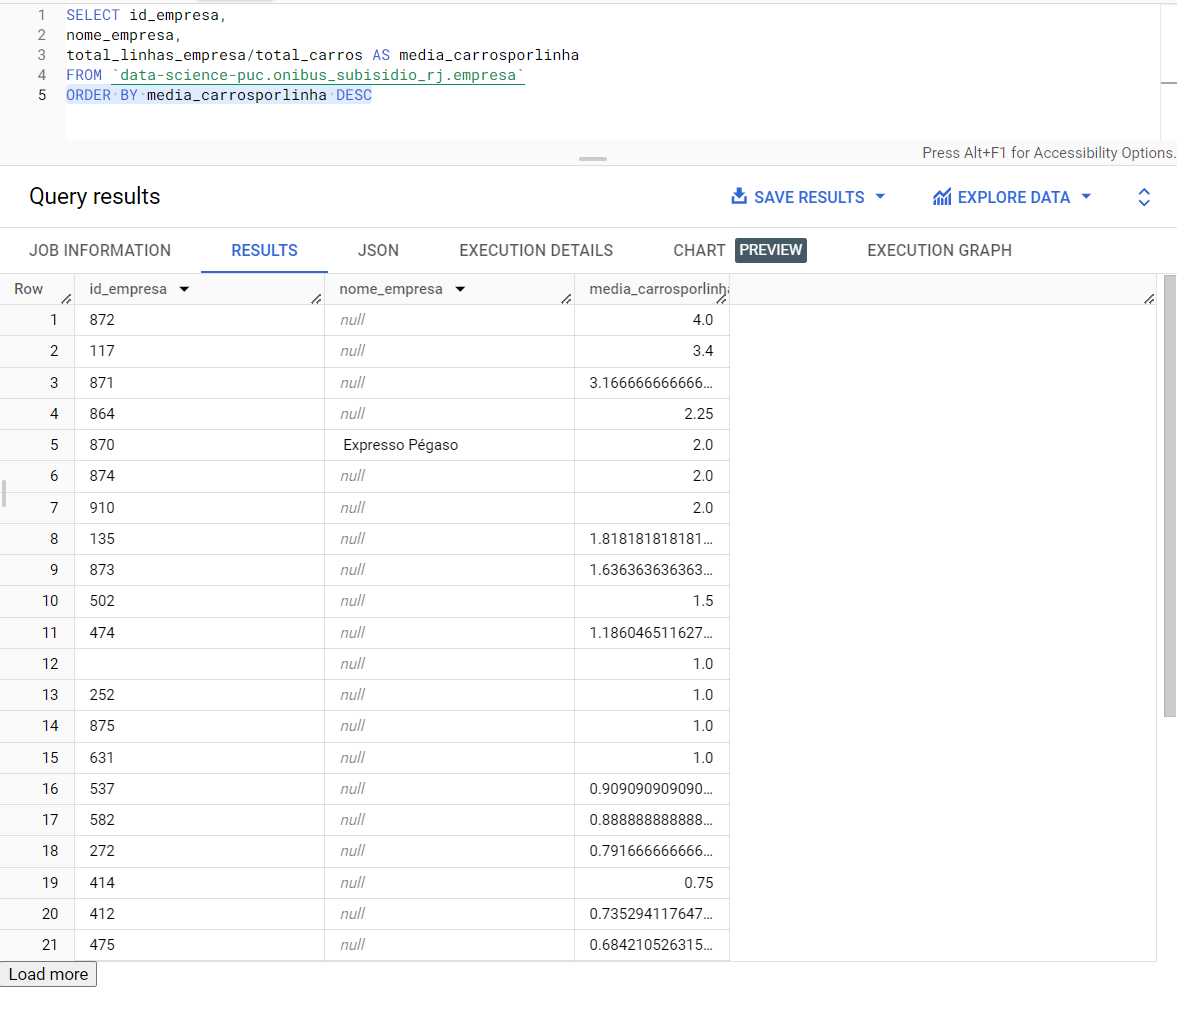 1 SELECT id_empresa,
2 nome_empresa,
3 total_linhas_empresa/total_carros AS media_carrosporlinha
4 FROM `data-science-puc.onibus_subisidio_rj.empresa`
5 ORDER BY media_carrosporlinha DESC
Press Alt+F1 for Accessibility Options.
Query results
SAVE RESULTS
EXPLORE DATA
JOB INFORMATION RESULTS JSON EXECUTION DETAILS CHART PREVIEW EXECUTION GRAPH
Row id_empresa nome_empresa media_carrosporlinha
1 872 null 4.0
2 117 null 3.4
3 871 null 3.166666666666...
4 864 null 2.25
5 870 Expresso Pégaso 2.0
6 874 null 2.0
7 910 null 2.0
8 135 null 1.818181818181...
9 873 null 1.636363636363...
10 502 null 1.5
11 474 null 1.186046511627...
12 null 1.0
13 252 null 1.0
14 875 null 1.0
15 631 null 1.0
16 537 null 0.909090909090...
17 582 null 0.888888888888...
18 272 null 0.791666666666...
19 414 null 0.75
20 412 null 0.735294117647...
21 475 null 0.684210526315...
Load more